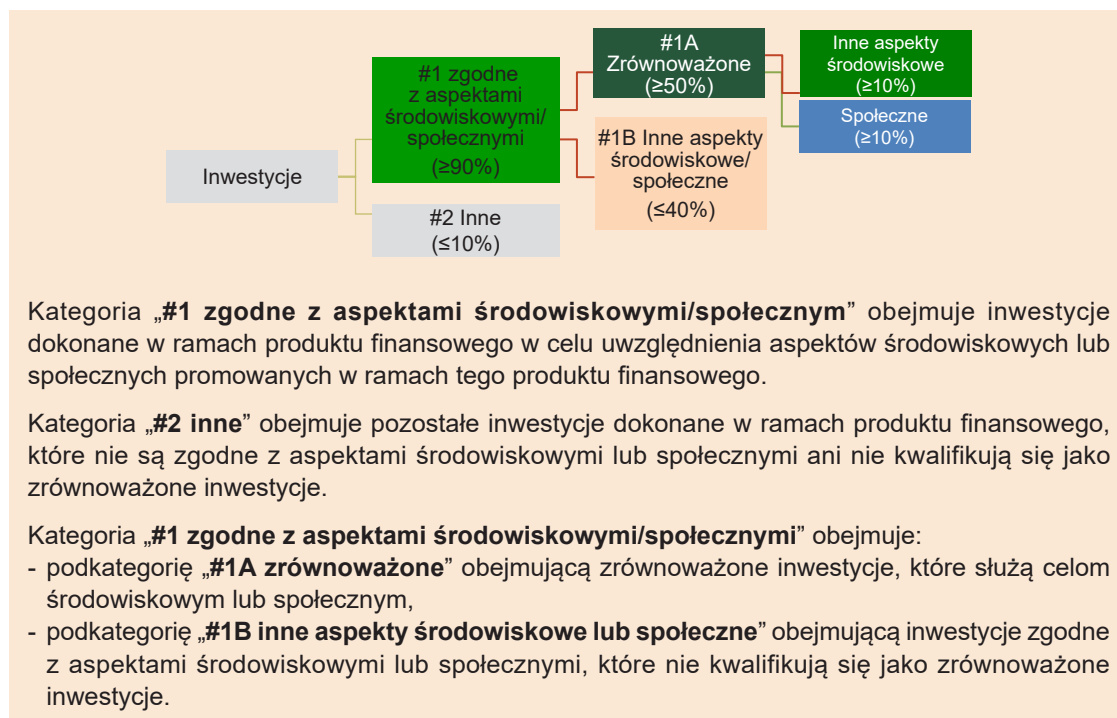 Inwestycje
#1 zgodne
z aspektami
środowiskowymi/
społecznymi
(≥90%)
#2 Inne
(≤10%)
#1A
Zrównoważone
(≥50%)
#1B Inne aspekty
środowiskowe/
społeczne
(≤40%)
Inne aspekty
środowiskowe
(≥10%)
Społeczne
(≥10%)
Kategoria „#1 zgodne z aspektami środowiskowymi/społecznym” obejmuje inwestycje
dokonane w ramach produktu finansowego w celu uwzględnienia aspektów środowiskowych lub
społecznych promowanych w ramach tego produktu finansowego.
Kategoria „#2 inne” obejmuje pozostałe inwestycje dokonane w ramach produktu finansowego,
które nie są zgodne z aspektami środowiskowymi lub społecznymi ani nie kwalifikują się jako
zrównoważone inwestycje.
Kategoria „#1 zgodne z aspektami środowiskowymi/społecznymi” obejmuje:
- podkategorię „#1A zrównoważone” obejmującą zrównoważone inwestycje, które służą celom
środowiskowym lub społecznym,
- podkategorię „#1B inne aspekty środowiskowe lub społeczne” obejmującą inwestycje zgodne
z aspektami środowiskowymi lub społecznymi, które nie kwalifikują się jako zrównoważone
inwestycje.